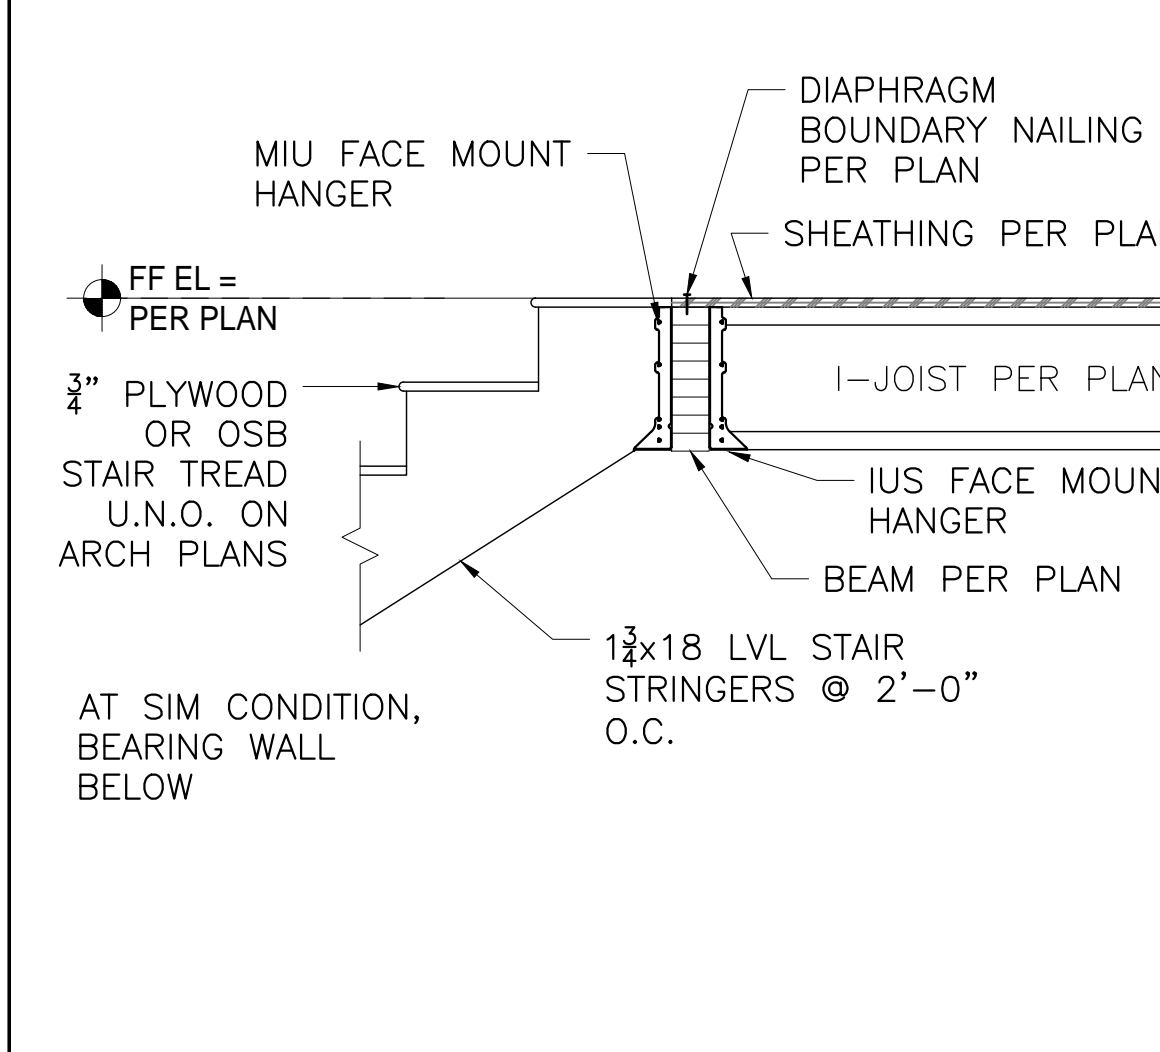 DIAPHRAGM
BOUNDARY NAILING
PER PLAN
MIU FACE MOUNT
HANGER
SHEATHING PER PLA
FF EL =
PER PLAN
I-JOIST PER PLAN
3/4" PLYWOOD
OR OSB
STAIR TREAD
U.N.O. ON
ARCH PLANS
IUS FACE MOUN
HANGER
BEAM PER PLAN
1 3/4x18 LVL STAIR
STRINGERS @ 2'-0"
O.C.
AT SIM CONDITION,
BEARING WALL
BELOW